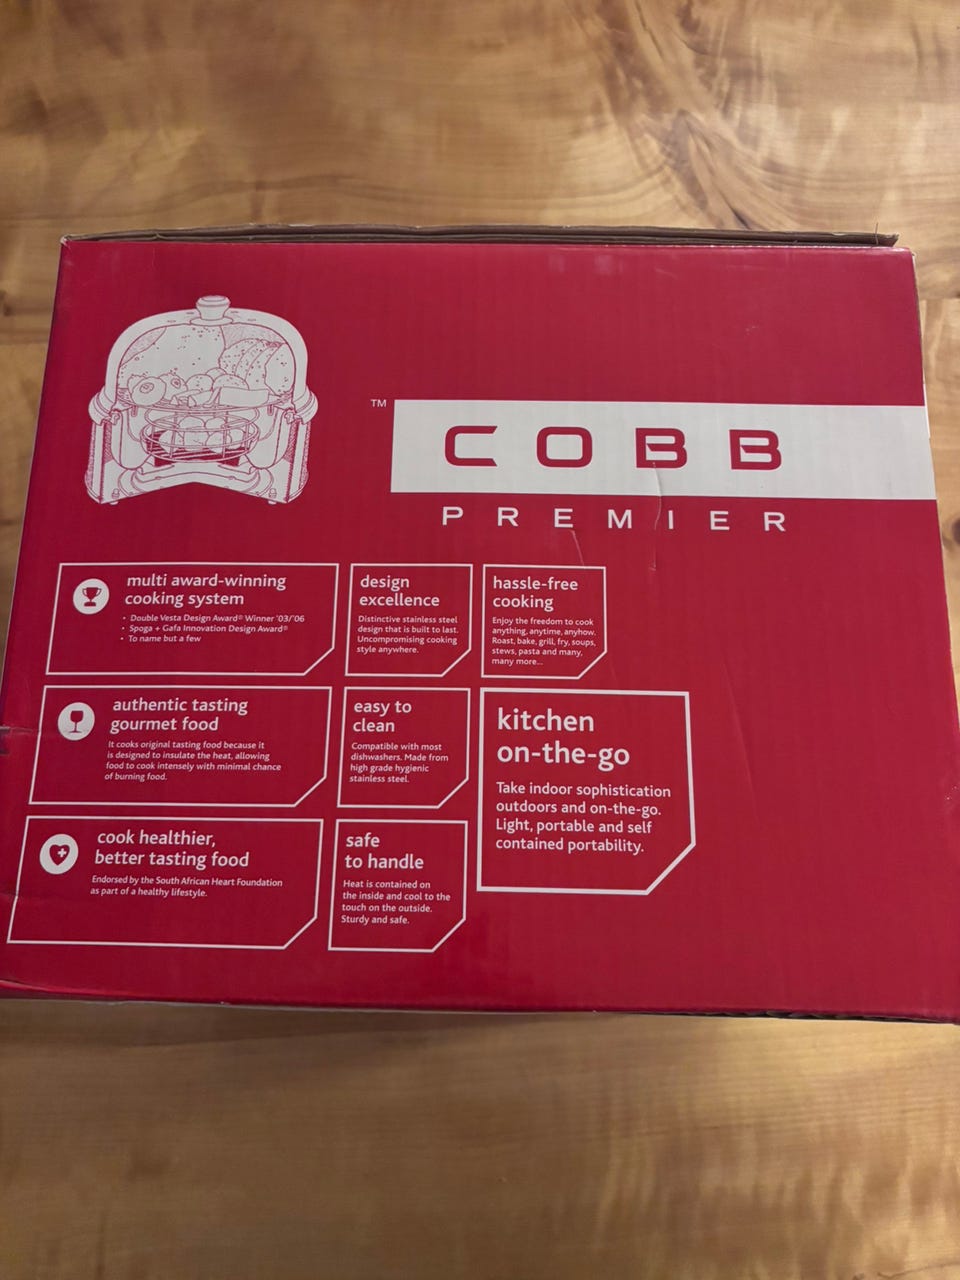 TM
COBB
PREMIER
multi award-winning
cooking system
• Double Vesta Design Award® Winner '03/'06
• Spoga + Gafa Innovation Design Award®
• To name but a few
design
excellence
Distinctive stainless steel
design that is built to last.
Uncompromising cooking
style anywhere.
hassle-free
cooking
Enjoy the freedom to cook
anything, anytime, anyhow.
Roast, bake, grill, fry, soups,
stews, pasta and many,
many more...
authentic tasting
gourmet food
It cooks original tasting food because it
is designed to insulate the heat, allowing
food to cook intensely with minimal chance
of burning food.
easy to
clean
Compatible with most
dishwashers. Made from
high grade hygienic
stainless steel.
kitchen
on-the-go
Take indoor sophistication
outdoors and on-the-go.
Light, portable and self
contained portability.
cook healthier,
better tasting food
Endorsed by the South African Heart Foundation
as part of a healthy lifestyle.
safe
to handle
Heat is contained on
the inside and cool to the
touch on the outside.
Sturdy and safe.